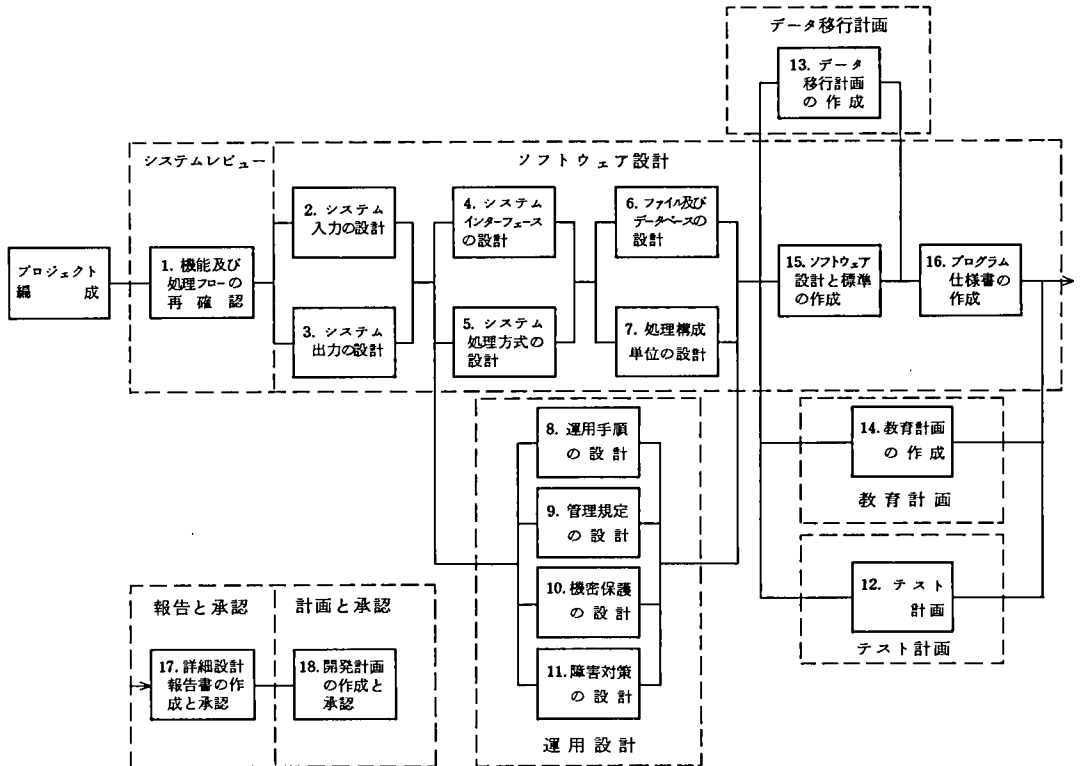 データ移行計画
13. データ
移行計画
の作成
システムレビュー
ソフトウェア設計
プロジェクト
編成
1. 機能及び
処理フローの
再確認
2. システム
入力の設計
3. システム
出力の設計
4. システム
インターフェース
の設計
5. システム
処理方式の
設計
6. ファイル及び
データベースの
設計
7. 処理構成
単位の設計
15. ソフトウェア
設計と標準
の作成
16. プログラム
仕様書の
作成
8. 運用手順
の設計
9. 管理規定
の設計
10. 機密保護
の設計
11. 障害対策
の設計
運用設計
14. 教育計画
の作成
教育計画
12. テスト
計画
テスト計画
報告と承認
計画と承認
17. 詳細設計
報告書の作
成と承認
18. 開発計画
の作成と
承認